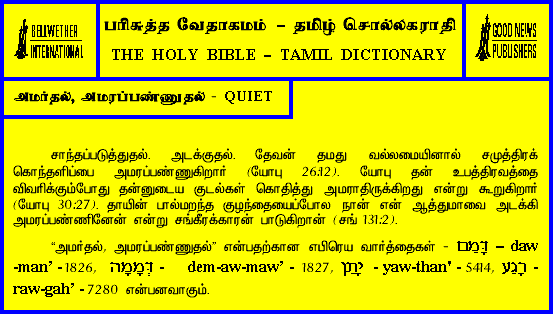 BELLWETHER
INTERNATIONAL
பரிசுத்த வேதாகமம் – தமிழ் சொல்லகராதி
THE HOLY BIBLE – TAMIL DICTIONARY
GOOD NEWS
PUBLISHERS
அமர்தல், அமரப்பண்ணுதல் - QUIET
சாந்தப்படுத்துதல். அடக்குதல். தேவன் தமது வல்லமையினால் சமுத்திரக்
கொந்தளிப்பை அமரப்பண்ணுகிறார் (யோபு 26:12). யோபு தன் உபத்திரவத்தை
விவரிக்கும்போது தன்னுடைய குடல்கள் கொதித்து அமராதிருக்கிறது என்று கூறுகிறார்
(யோபு 30:27). தாயின் பால்மறந்த குழந்தையைப்போல நான் என் ஆத்துமாவை அடக்கி
அமரப்பண்ணினேன் என்று சங்கீரக்காரன் பாடுகிறான் (சங் 131:2).
“அமர்தல், அமரப்பண்ணுதல்” என்பதற்கான எபிரெய வார்த்தைகள் - דָּמַם – daw
-man’ - 1826, דְּמָמָה - dem-aw-maw’ - 1827, יָתַן - yaw-than' - 5414, רָגַע -
raw-gah’ - 7280 என்பனவாகும்.